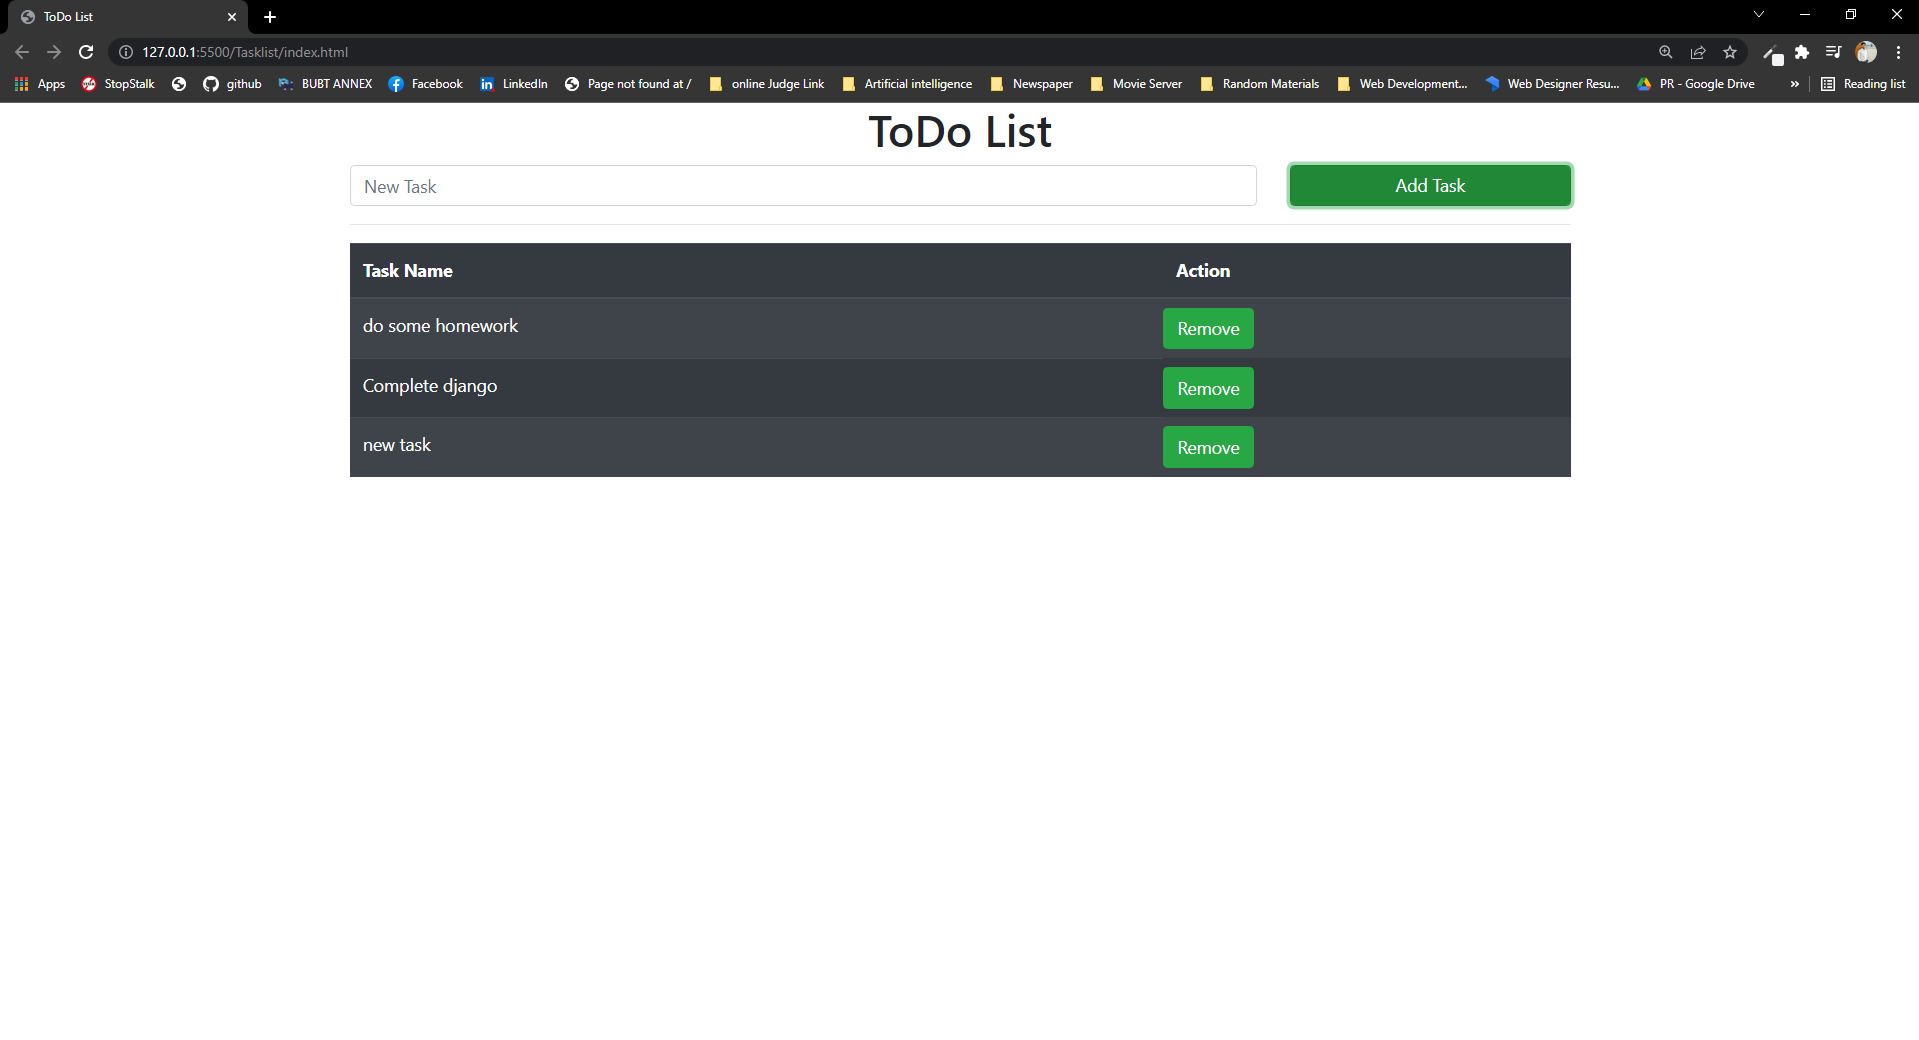 ToDo List
127.0.0.1:5500/Tasklist/index.html
Apps StopStalk github BUBT ANNEX Facebook LinkedIn Page not found at / online Judge Link Artificial intelligence Newspaper Movie Server Random Materials Web Development... Web Designer Resu... PR - Google Drive » Reading list
ToDo List
New Task Add Task
Task Name Action
do some homework Remove
Complete django Remove
new task Remove